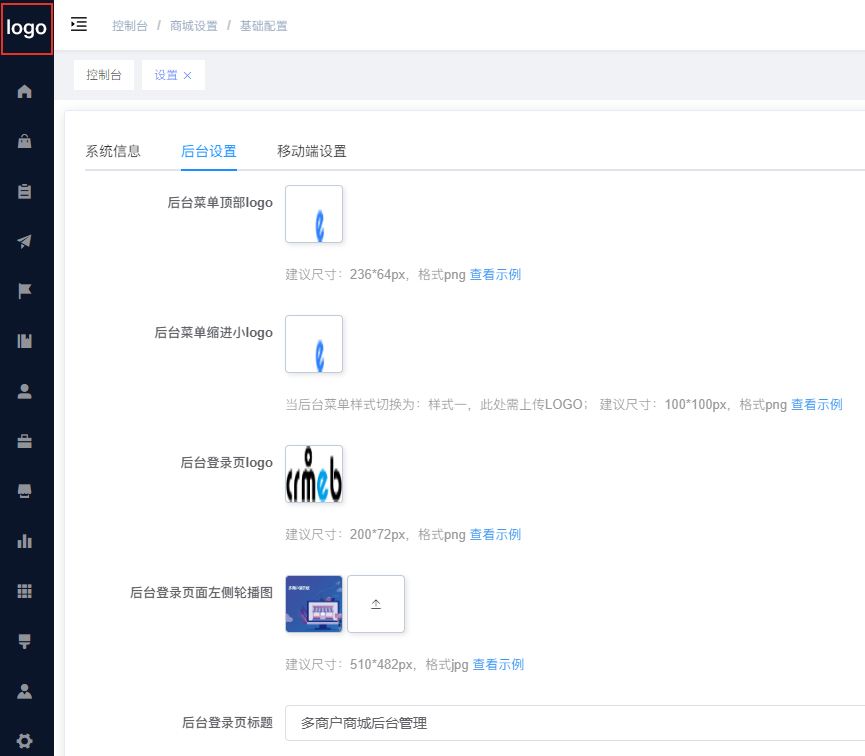 logo
控制台 / 商城设置 / 基础配置
控制台 设置 ×
系统信息 后台设置 移动端设置
后台菜单顶部logo
e
建议尺寸：236*64px，格式png 查看示例
后台菜单缩进小logo
e
当后台菜单样式切换为：样式一，此处需上传LOGO； 建议尺寸：100*100px，格式png 查看示例
后台登录页logo
crmeb
建议尺寸：200*72px，格式png 查看示例
后台登录页面左侧轮播图
建议尺寸：510*482px，格式jpg 查看示例
后台登录页标题
多商户商城后台管理